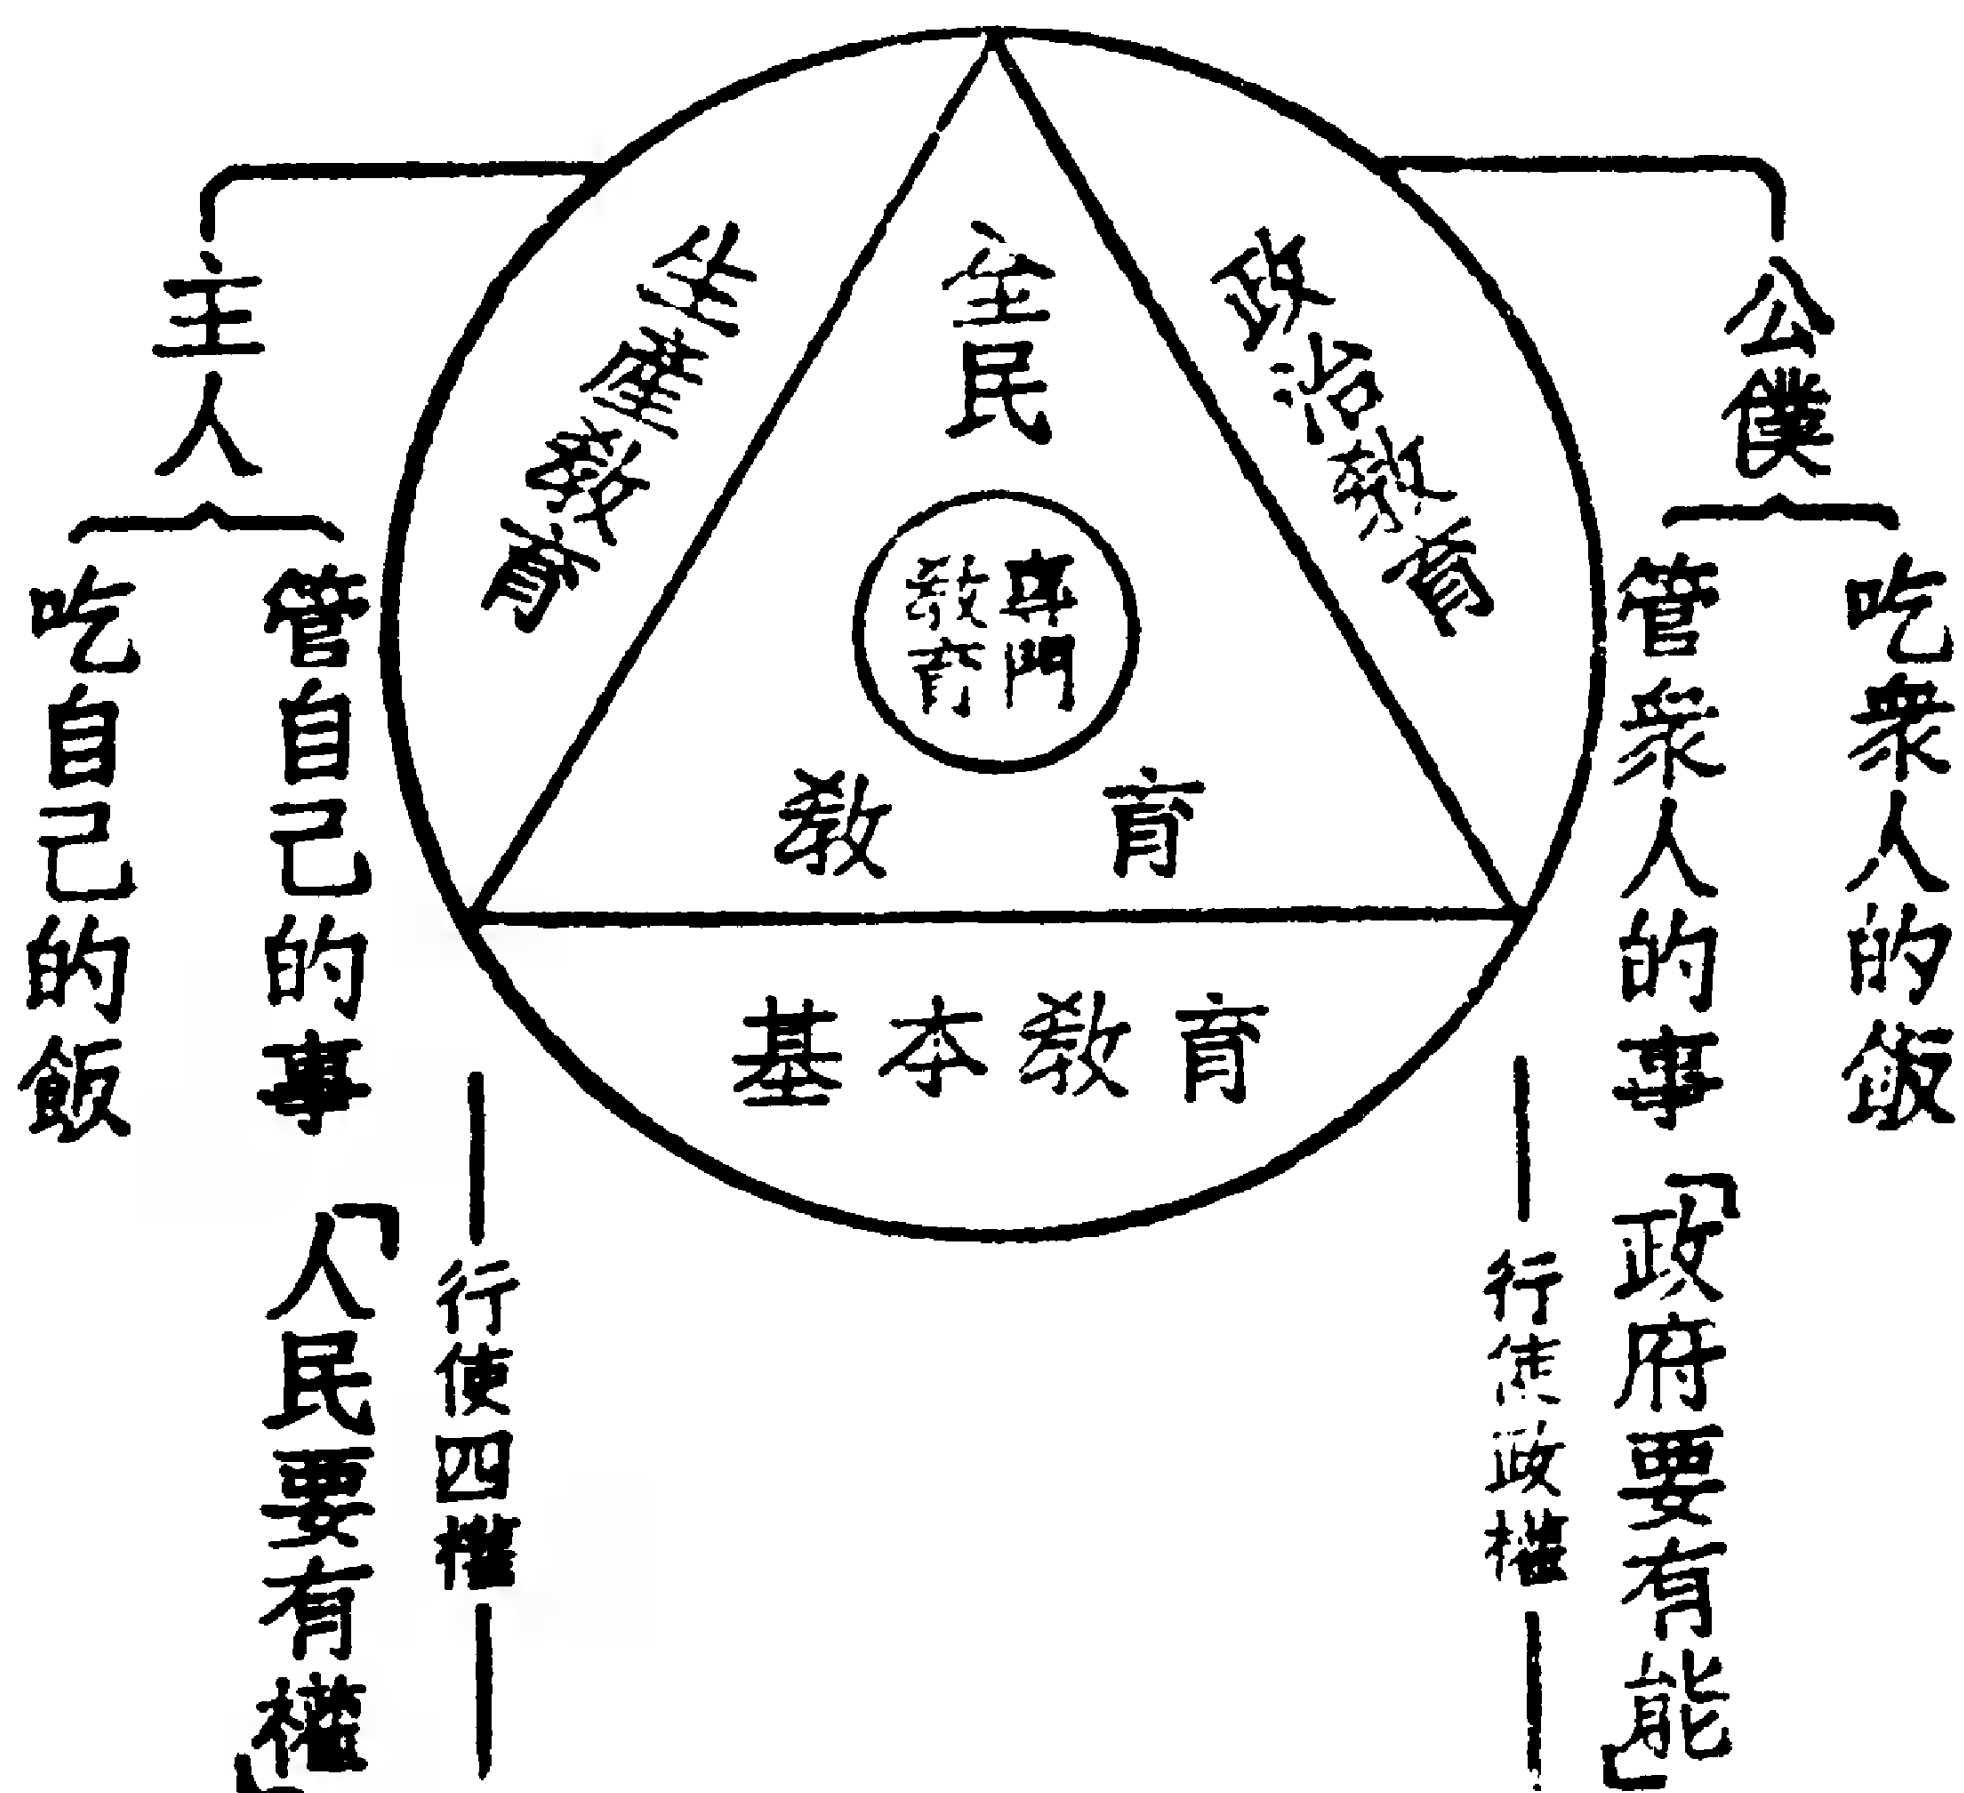 公僕
吃衆人的飯
管衆人的事
「政府要有能」
行使政權
政治教育
全民
教育
專門
教育
生產教育
基本教育
主人
管自己的事
吃自己的飯
行使四權
「人民要有權」